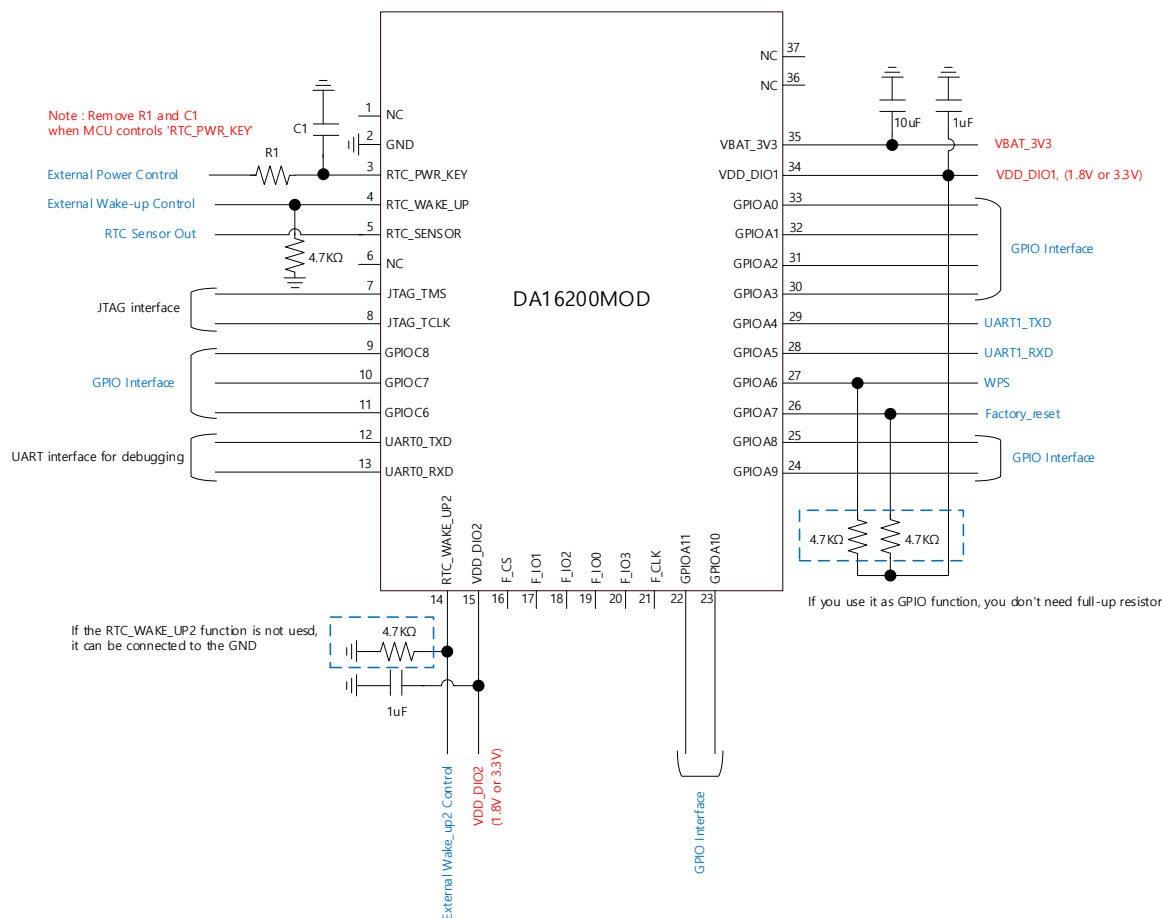 Note : Remove R1 and C1
when MCU controls 'RTC_PWR_KEY'
C1
R1
External Power Control
External Wake-up Control
RTC Sensor Out
4.7KΩ
JTAG interface
GPIO Interface
UART interface for debugging
1 NC
2 GND
3 RTC_PWR_KEY
4 RTC_WAKE_UP
5 RTC_SENSOR
6 NC
7 JTAG_TMS
8 JTAG_TCLK
9 GPIOC8
10 GPIOC7
11 GPIOC6
12 UART0_TXD
13 UART0_RXD
DA16200MOD
NC 37
NC 36
VBAT_3V3 35
VDD_DIO1 34
GPIOA0 33
GPIOA1 32
GPIOA2 31
GPIOA3 30
GPIOA4 29
GPIOA5 28
GPIOA6 27
GPIOA7 26
GPIOA8 25
GPIOA9 24
10uF
1uF
VBAT_3V3
VDD_DIO1, (1.8V or 3.3V)
GPIO Interface
UART1_TXD
UART1_RXD
WPS
Factory_reset
GPIO Interface
4.7KΩ
4.7KΩ
If you use it as GPIO function, you don't need full-up resistor
RTC_WAKE_UP2
VDD_DIO2
F_CS
F_IO1
F_IO2
F_IO0
F_IO3
F_CLK
GPIOA11
GPIOA10
14
15
16
17
18
19
20
21
22
23
If the RTC_WAKE_UP2 function is not uesd,
it can be connected to the GND
4.7KΩ
1uF
External Wake_up2 Control
VDD_DIO2
(1.8V or 3.3V)
GPIO Interface